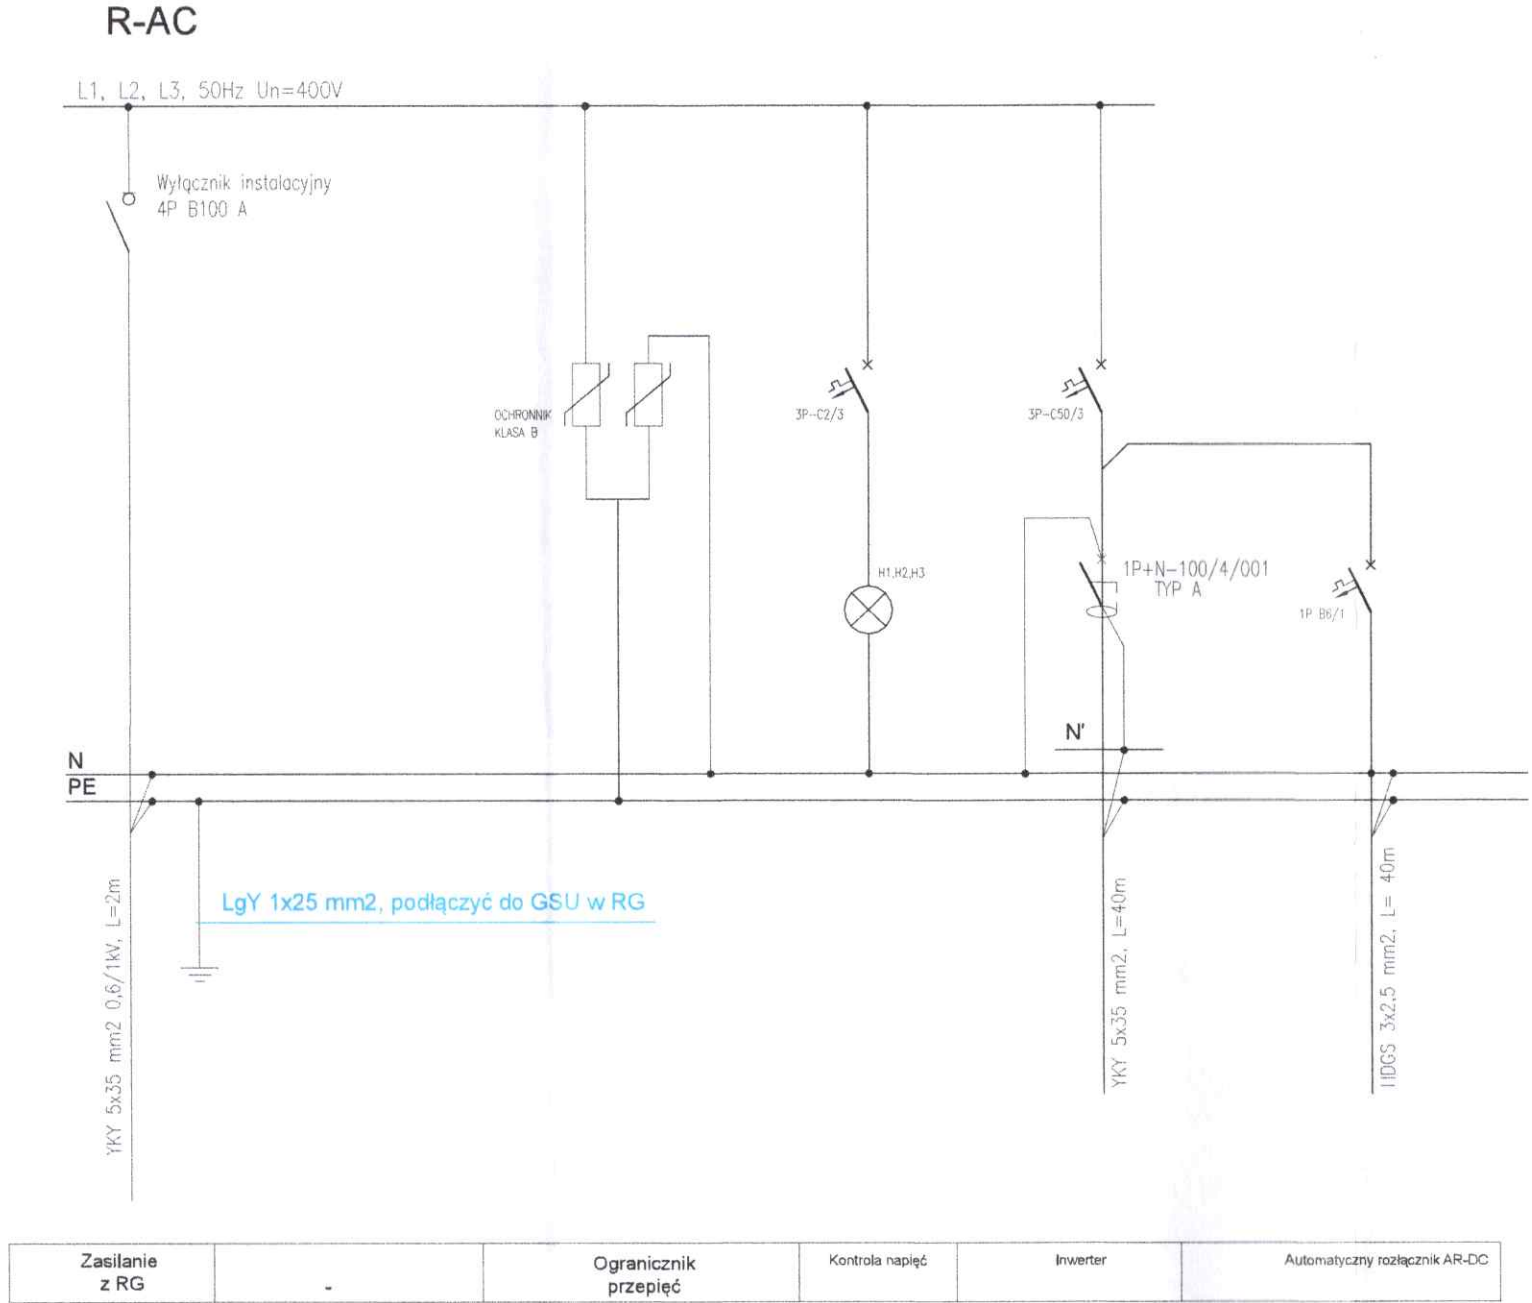 R-AC
L1, L2, L3, 50Hz Un=400V
Wyłącznik instalacyjny
4P B100 A
OCHRONNIK
KLASA B
3P-C2/3
3P-C50/3
H1,H2,H3
1P+N-100/4/001
TYP A
1P B6/1
N'
N
PE
LgY 1x25 mm2, podłączyć do GSU w RG
YKY 5x35 mm2 0,6/1kV, L=2m
YKY 5x35 mm2, L=40m
HDGS 3x2,5 mm2, L= 40m
Zasilanie
z RG
-
Ogranicznik
przepięć
Kontrola napięć
Inwerter
Automatyczny rozłącznik AR-DC